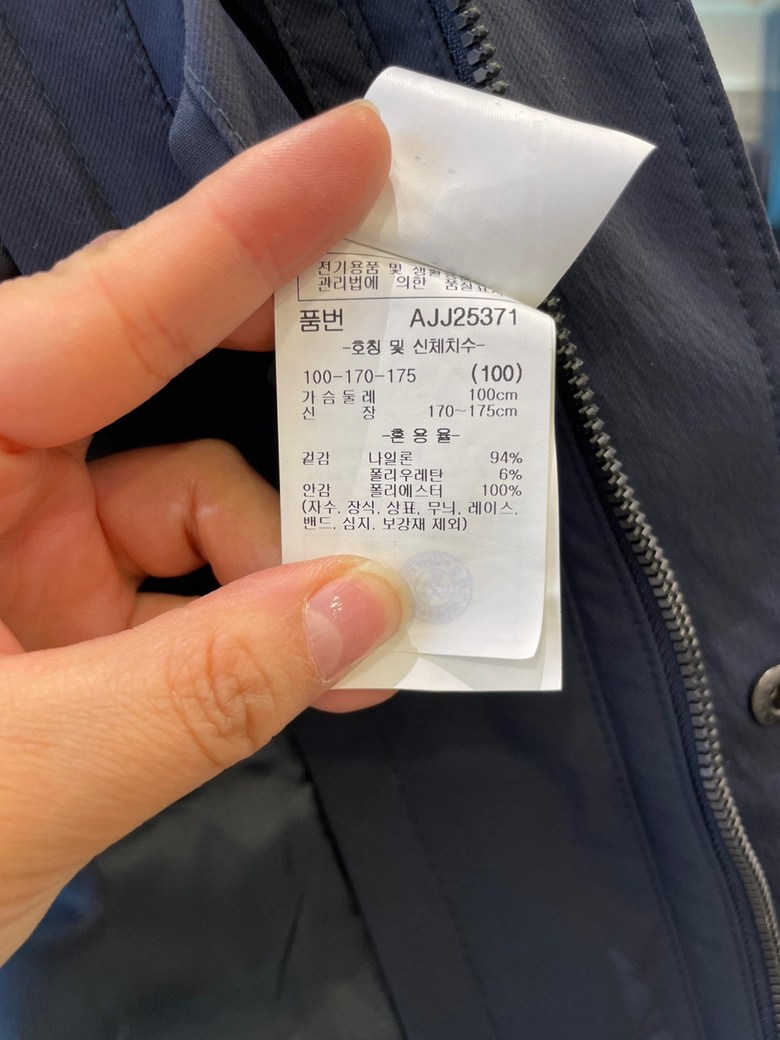 전기용품 및 생활
관리법에 의한 품질표시
품번 AJJ25371
-호칭 및 신체치수-
100-170-175 (100)
가슴둘레 100cm
신 장 170~175cm
-혼용율-
겉감 나일론 94%
폴리우레탄 6%
안감 폴리에스터 100%
(자수, 장식, 상표, 무늬, 레이스,
밴드, 심지, 보강재 제외)